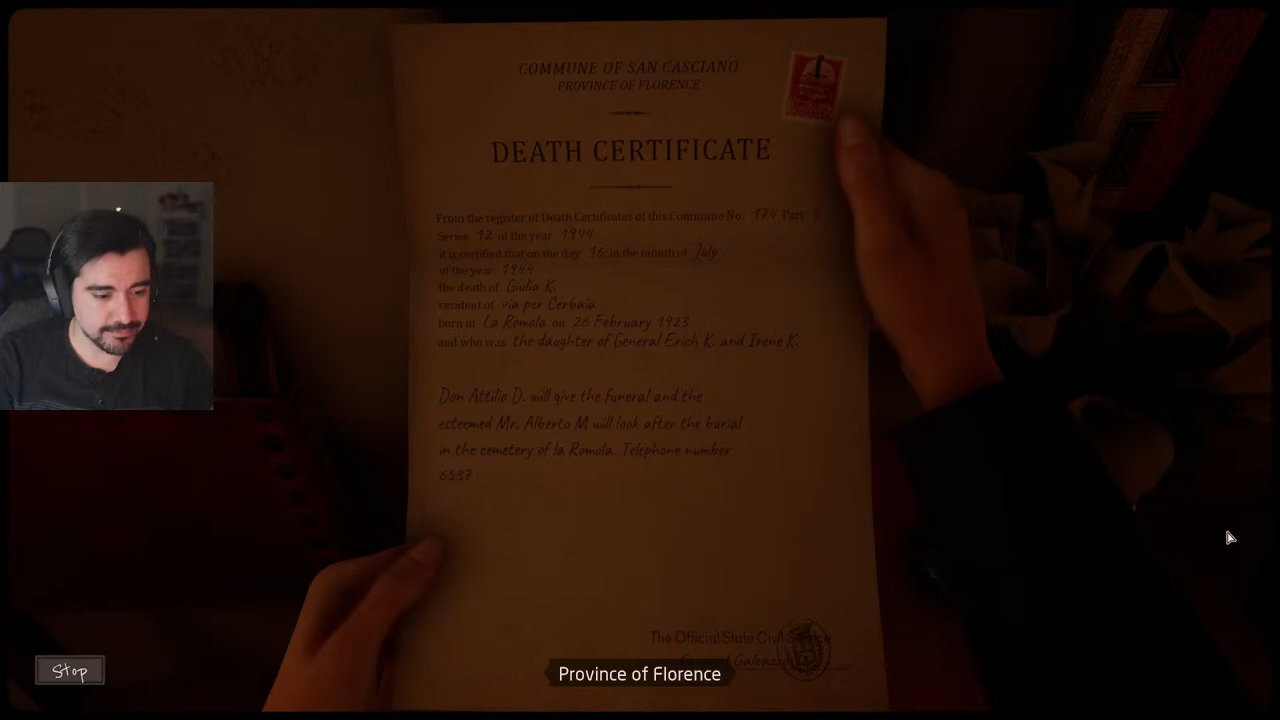 COMMUNE OF SAN CASCIANO
PROVINCE OF FLORENCE
DEATH CERTIFICATE
From the register of Death Certificates of this Commune No. 174 Part
Series 12 of the year 1944
it is certified that on the day 16 in the month of July
of the year 1944
the death of Giulia K.
resident of via per Cerbaia
born in La Romola on 26 February 1923
and who was the daughter of General Erich K. and Irene K.
Don Attilio D. will give the funeral and the
esteemed Mr. Alberto M will look after the burial
in the cemetery of la Romola. Telephone number
6537
The Official State Civil Service
Stop
Province of Florence